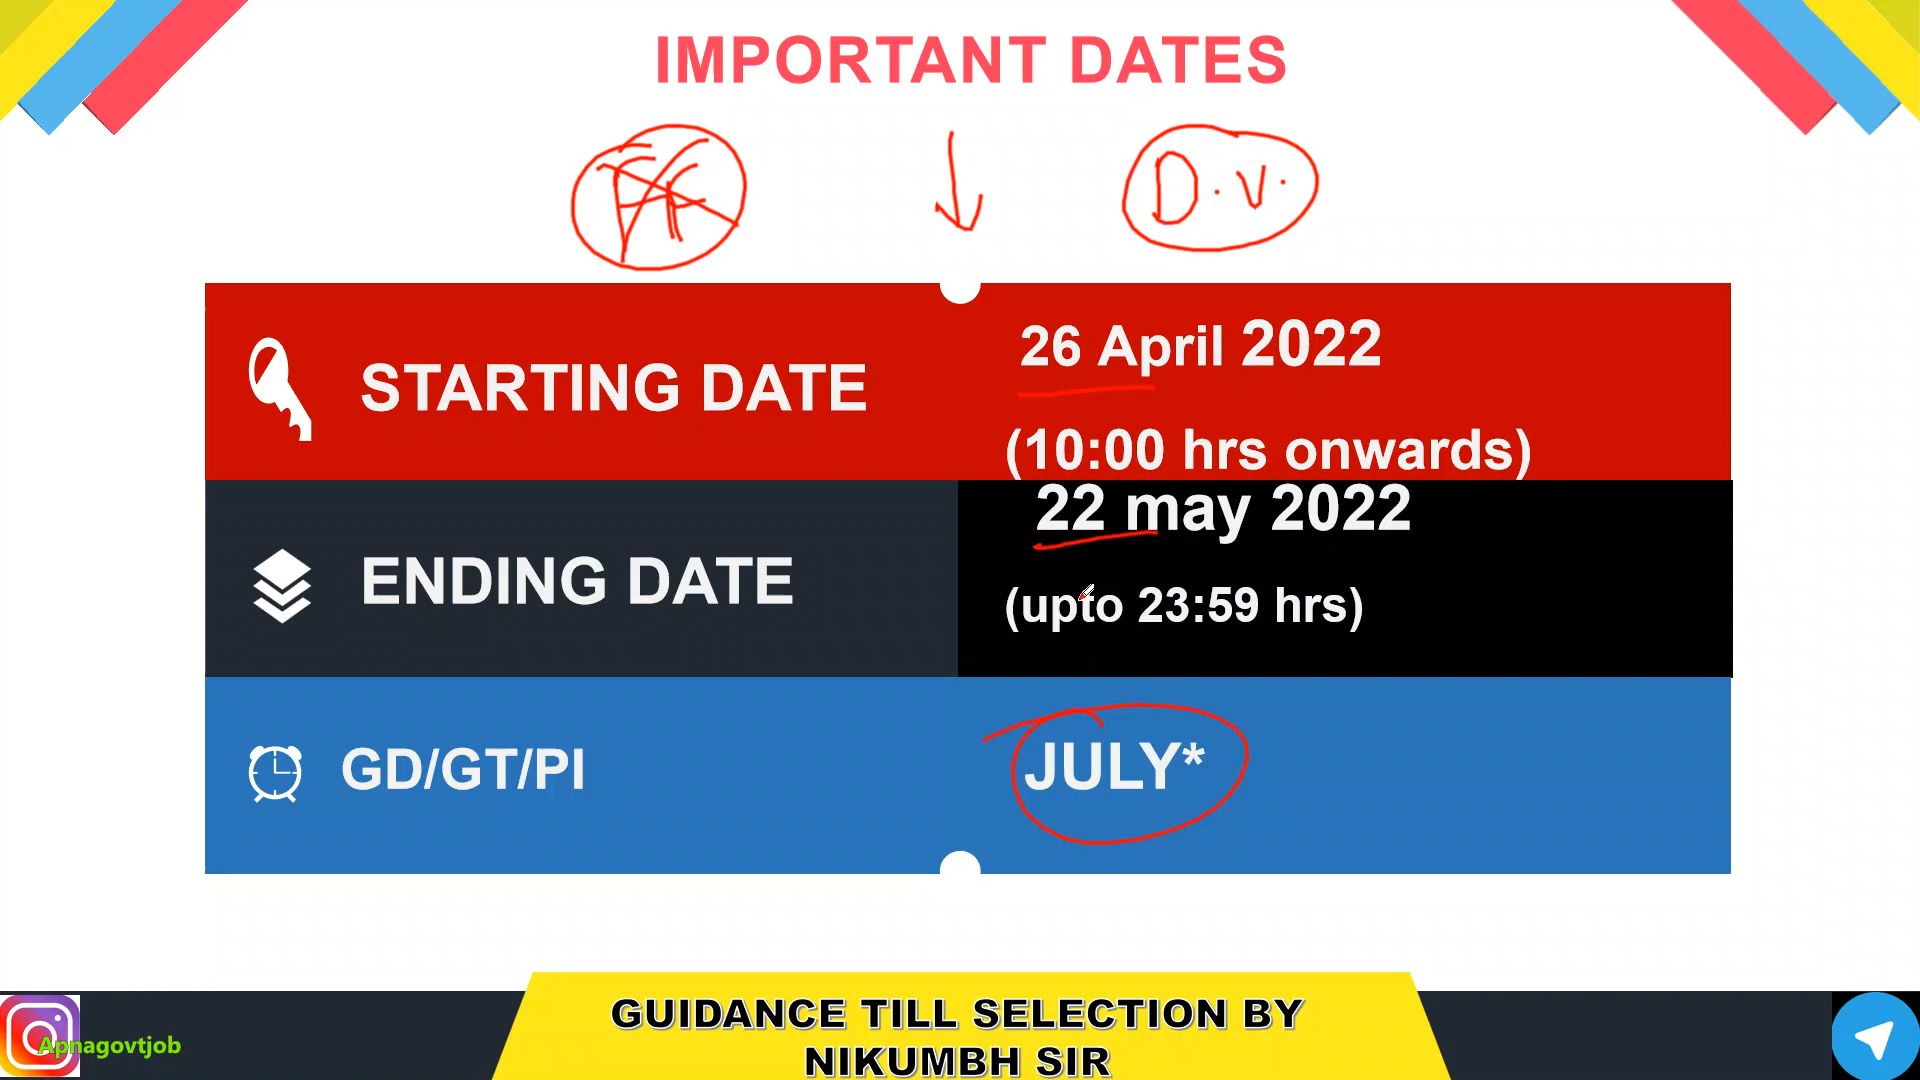 IMPORTANT DATES
D.V.
STARTING DATE
26 April 2022
(10:00 hrs onwards)
ENDING DATE
22 may 2022
(upto 23:59 hrs)
GD/GT/PI
JULY*
GUIDANCE TILL SELECTION BY
NIKUMBH SIR
Apnagovtjob